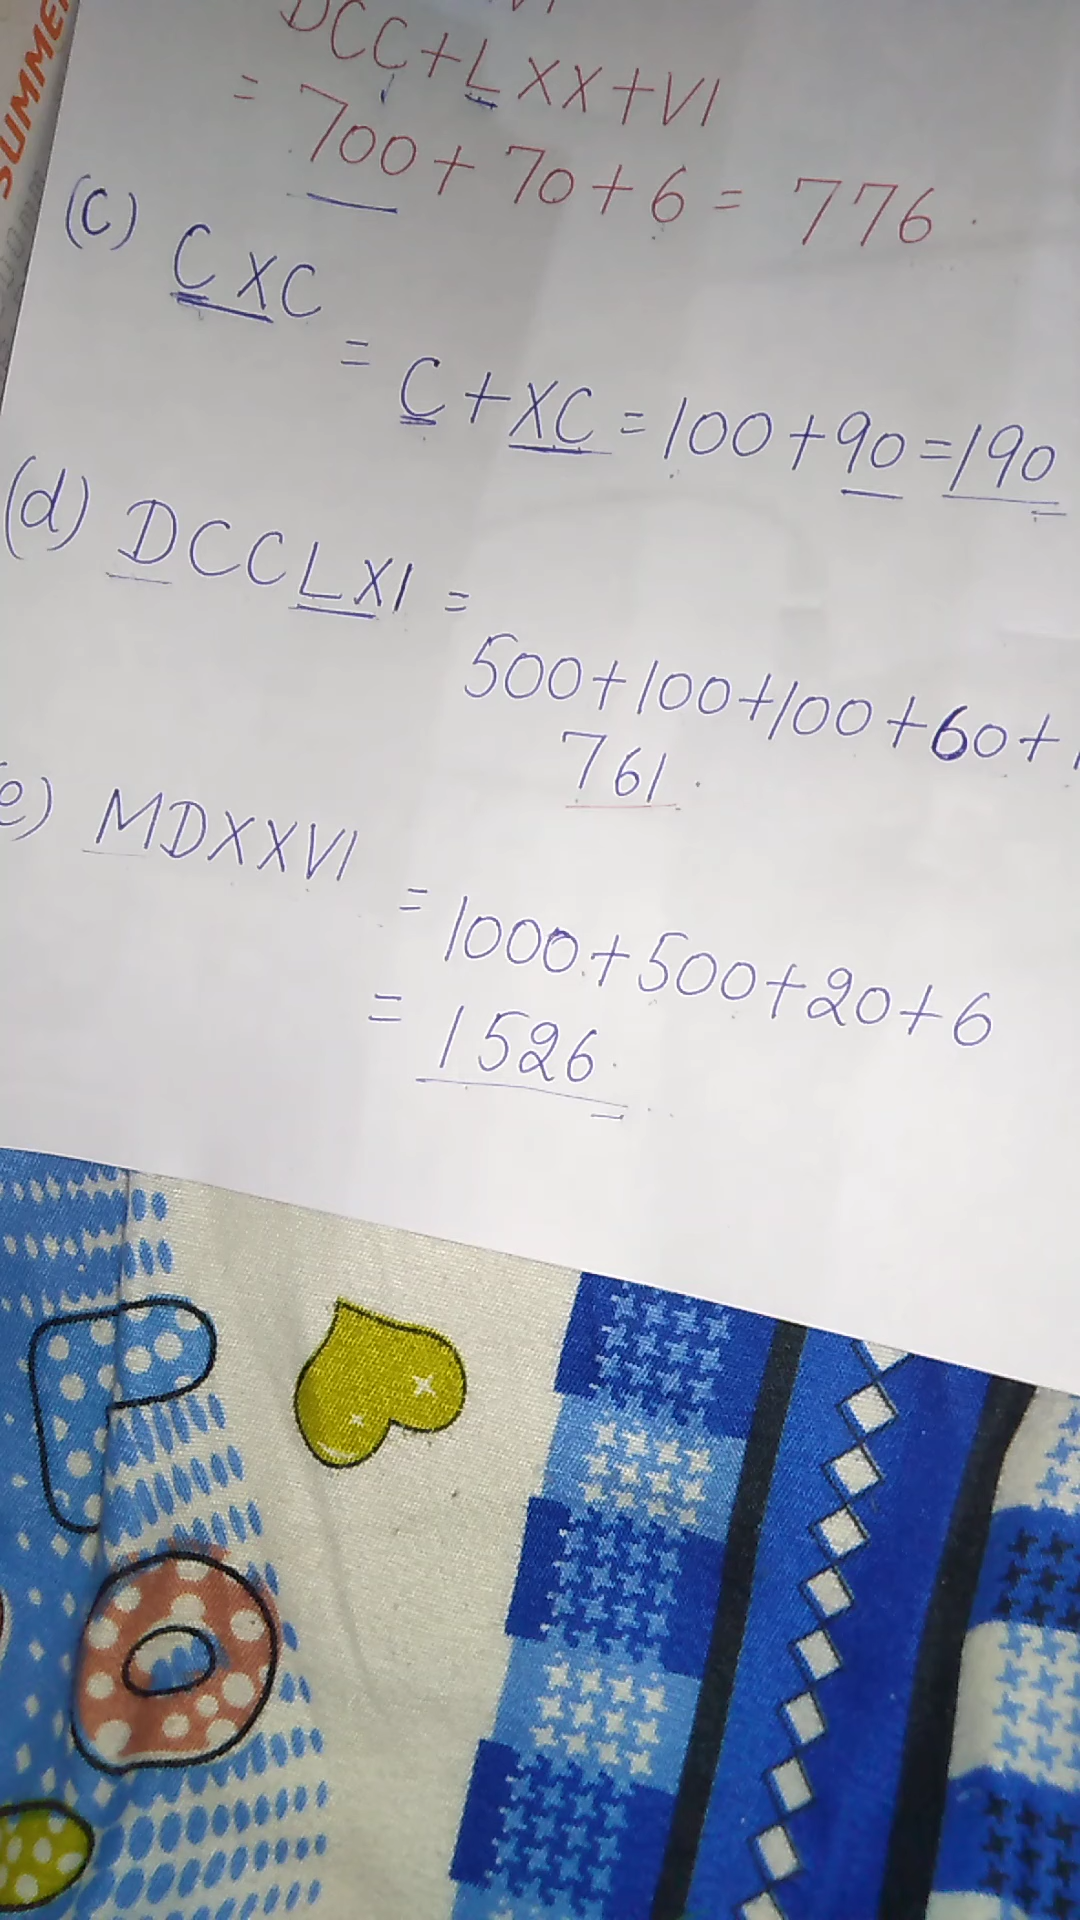 DCC+LXX+VI
= 700+70+6 = 776.
(c) CXC
= C+XC = 100+90 = 190
(d) DCCLXI =
500+100+100+60+
761.
e) MDXXVI
= 1000+500+20+6
= 1526.